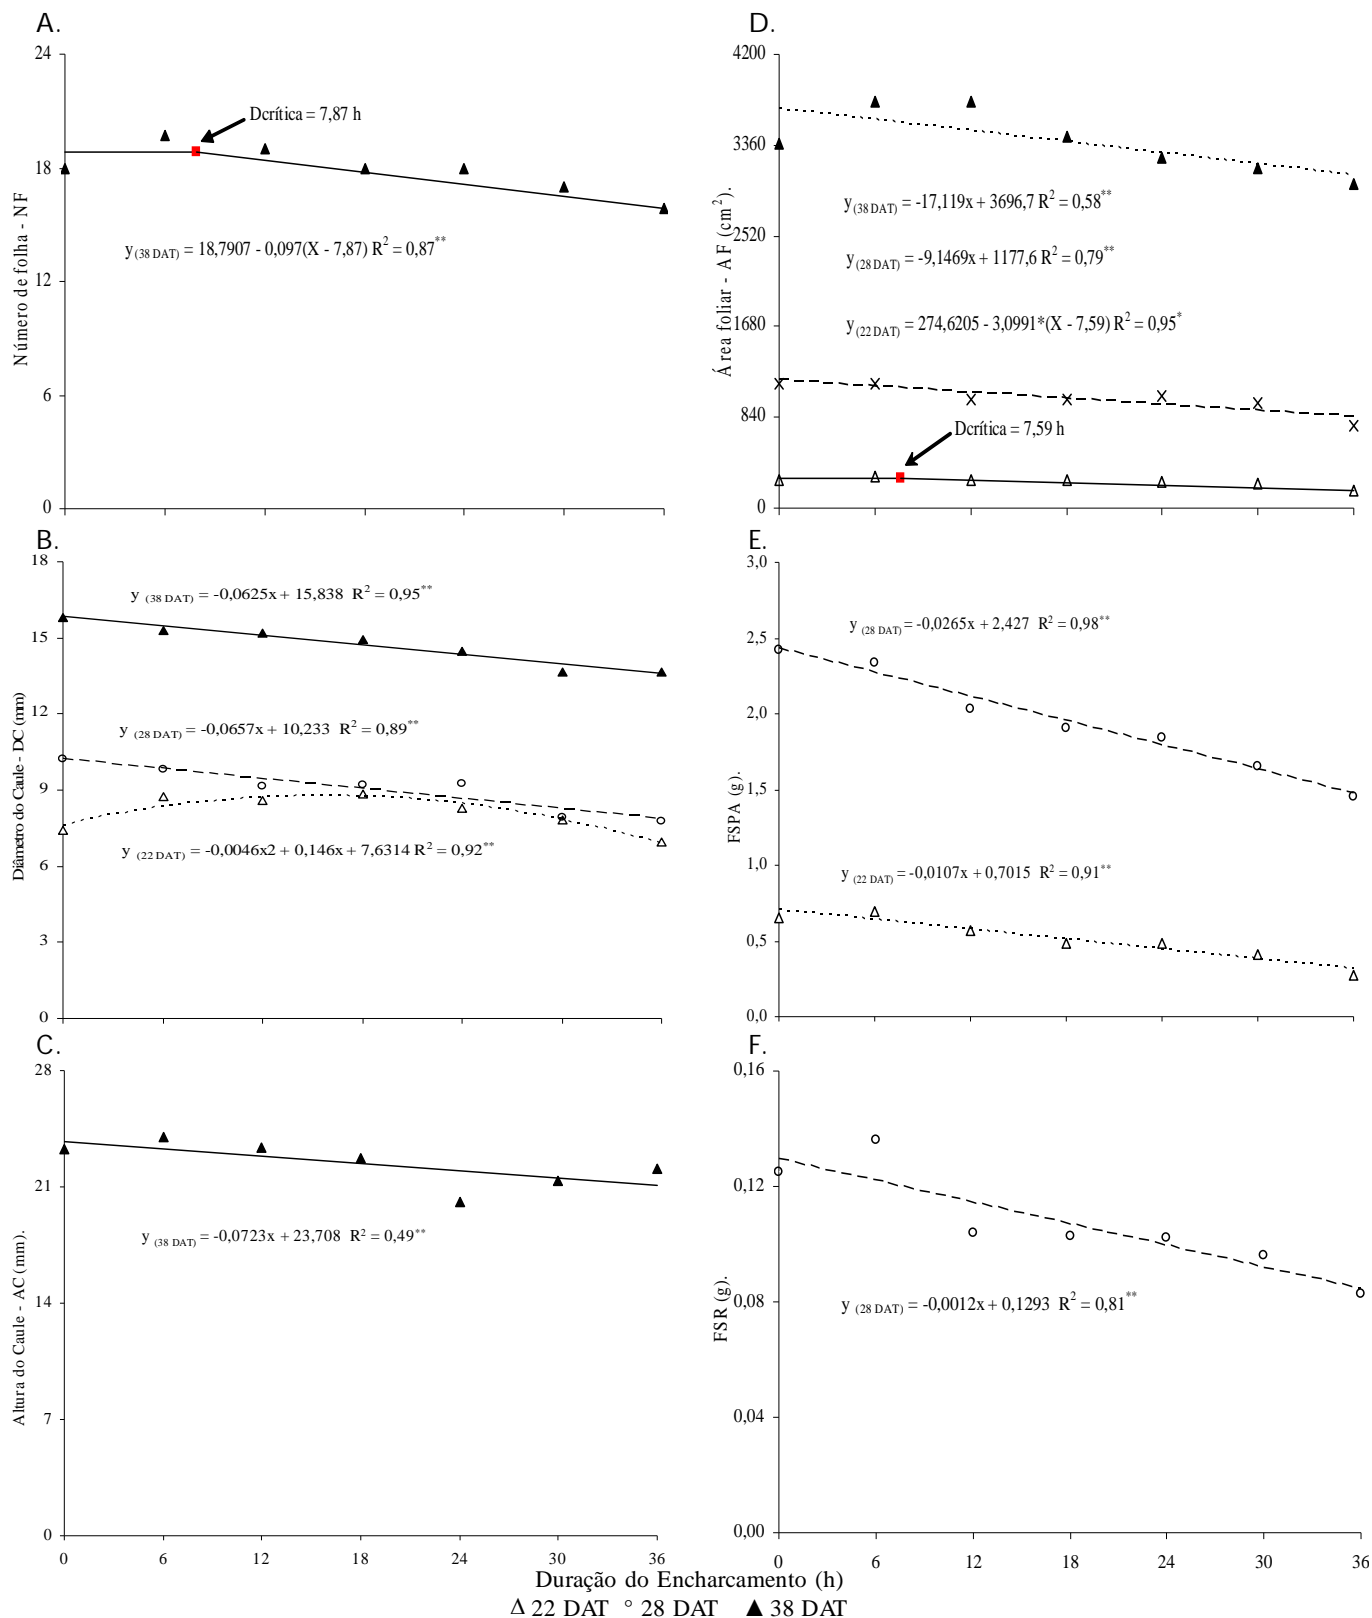 A.
24
18
12
6
0
Número de folha - NF
Dcrítica = 7,87 h
y(38 DAT) = 18,7907 - 0,097(X - 7,87) R² = 0,87**
B.
18
15
12
9
6
3
0
Diâmetro do Caule - DC (mm)
y (38 DAT) = -0,0625x + 15,838 R² = 0,95**
y (28 DAT) = -0,0657x + 10,233 R² = 0,89**
y (22 DAT) = -0,0046x2 + 0,146x + 7,6314 R² = 0,92**
C.
28
21
14
7
0
Altura do Caule - AC (mm).
y (38 DAT) = -0,0723x + 23,708 R² = 0,49**
0 6 12 18 24 30 36
D.
4200
3360
2520
1680
840
0
Área foliar - AF (cm²).
y(38 DAT) = -17,119x + 3696,7 R² = 0,58**
y(28DAT) = -9,1469x + 1177,6 R² = 0,79**
y(22DAT) = 274,6205 - 3,0991*(X - 7,59) R² = 0,95*
Dcrítica = 7,59 h
E.
3,0
2,5
2,0
1,5
1,0
0,5
0,0
FSPA (g).
y (28 DAT) = -0,0265x + 2,427 R² = 0,98**
y (22 DAT) = -0,0107x + 0,7015 R² = 0,91**
F.
0,16
0,12
0,08
0,04
0,00
FSR (g).
y (28 DAT) = -0,0012x + 0,1293 R² = 0,81**
0 6 12 18 24 30 36
Duração do Encharcamento (h)
Δ 22 DAT ° 28 DAT ▲ 38 DAT